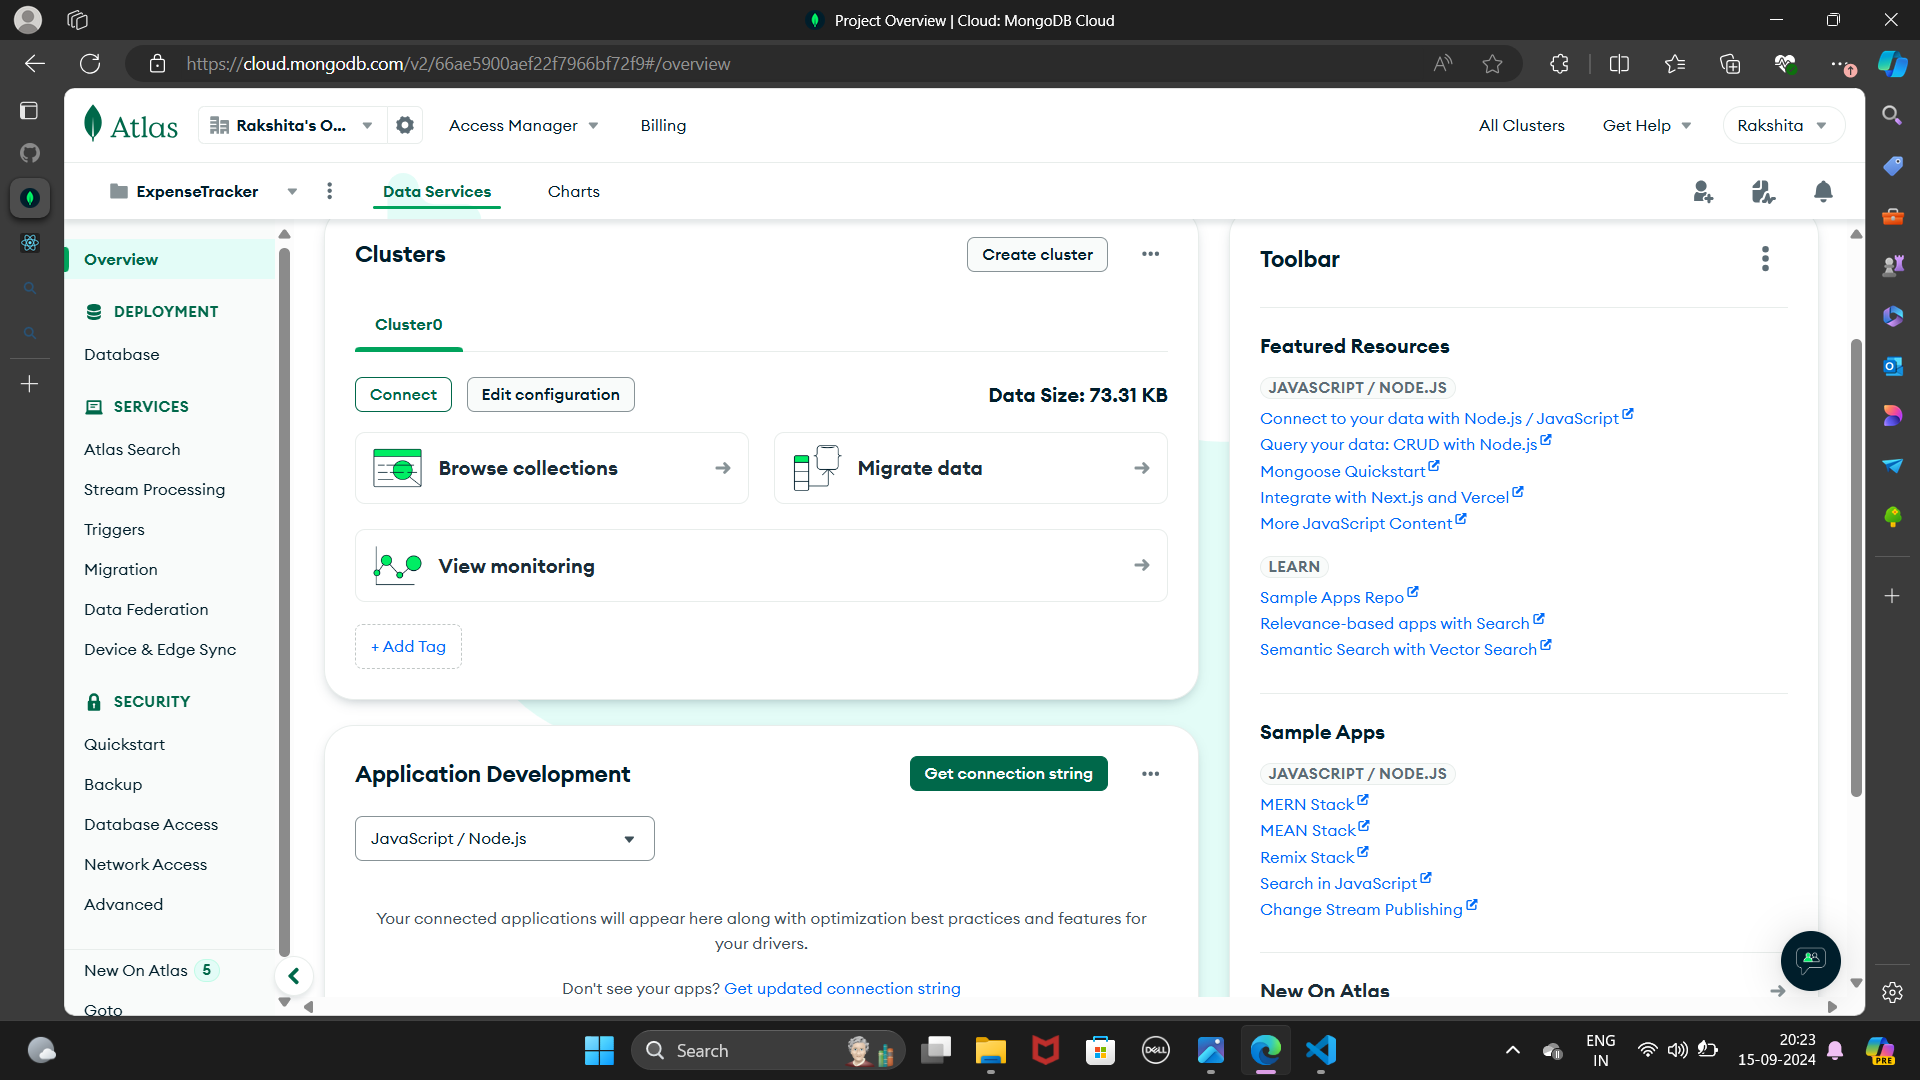 Project Overview | Cloud: MongoDB Cloud
https://cloud.mongodb.com/v2/66ae5900aef22f7966bf72f9#/overview
Atlas
Rakshita's O...
Access Manager
Billing
All Clusters
Get Help
Rakshita
ExpenseTracker
Data Services
Charts
Overview
DEPLOYMENT
Database
SERVICES
Atlas Search
Stream Processing
Triggers
Migration
Data Federation
Device & Edge Sync
SECURITY
Quickstart
Backup
Database Access
Network Access
Advanced
New On Atlas 5
Goto
Clusters
Create cluster
Cluster0
Connect
Edit configuration
Data Size: 73.31 KB
Browse collections
Migrate data
View monitoring
+ Add Tag
Application Development
Get connection string
JavaScript / Node.js
Your connected applications will appear here along with optimization best practices and features for
your drivers.
Don't see your apps? Get updated connection string
Toolbar
Featured Resources
JAVASCRIPT / NODE.JS
Connect to your data with Node.js / JavaScript
Query your data: CRUD with Node.js
Mongoose Quickstart
Integrate with Next.js and Vercel
More JavaScript Content
LEARN
Sample Apps Repo
Relevance-based apps with Search
Semantic Search with Vector Search
Sample Apps
JAVASCRIPT / NODE.JS
MERN Stack
MEAN Stack
Remix Stack
Search in JavaScript
Change Stream Publishing
New On Atlas
Search
DELL
ENG
IN
20:23
15-09-2024
PRE